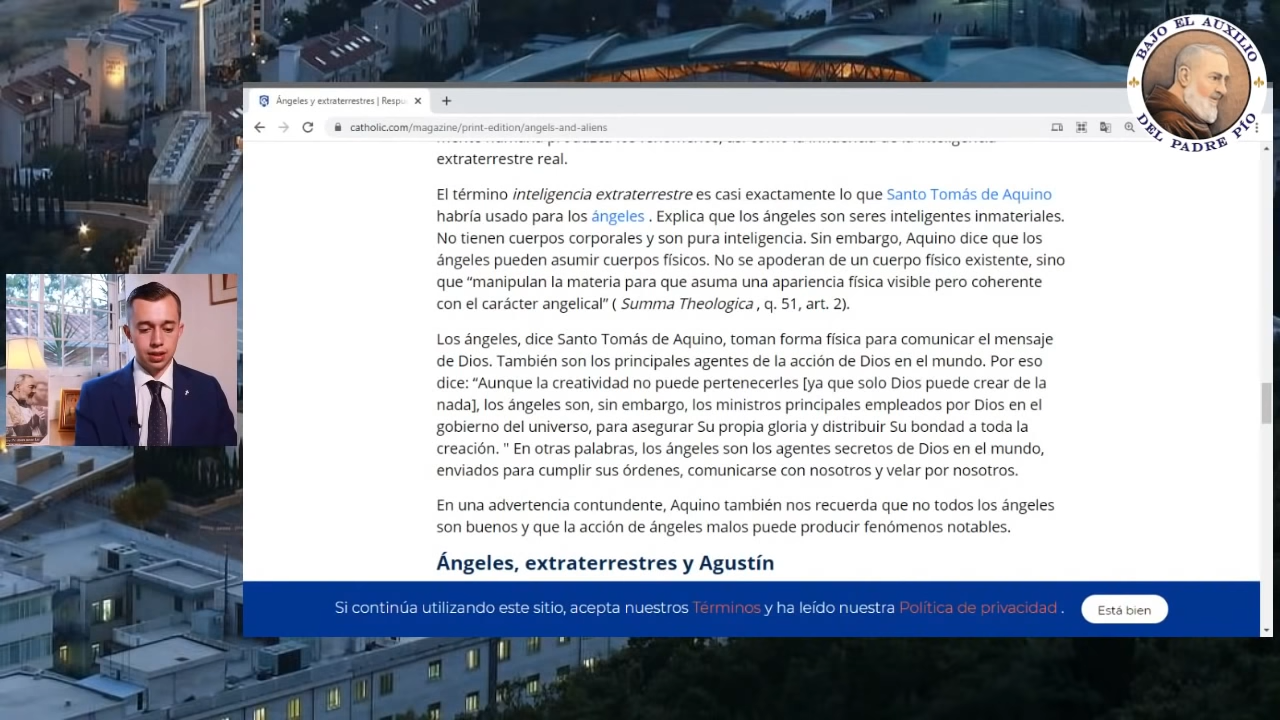 BAJO EL AUXILIO
DEL PADRE PÍO
Ángeles y extraterrestres | Respu
catholic.com/magazine/print-edition/angels-and-aliens
extraterrestre real.
El término inteligencia extraterrestre es casi exactamente lo que Santo Tomás de Aquino
habría usado para los ángeles . Explica que los ángeles son seres inteligentes inmateriales.
No tienen cuerpos corporales y son pura inteligencia. Sin embargo, Aquino dice que los
ángeles pueden asumir cuerpos físicos. No se apoderan de un cuerpo físico existente, sino
que “manipulan la materia para que asuma una apariencia física visible pero coherente
con el carácter angelical” ( Summa Theologica , q. 51, art. 2).
Los ángeles, dice Santo Tomás de Aquino, toman forma física para comunicar el mensaje
de Dios. También son los principales agentes de la acción de Dios en el mundo. Por eso
dice: “Aunque la creatividad no puede pertenecerles [ya que solo Dios puede crear de la
nada], los ángeles son, sin embargo, los ministros principales empleados por Dios en el
gobierno del universo, para asegurar Su propia gloria y distribuir Su bondad a toda la
creación. " En otras palabras, los ángeles son los agentes secretos de Dios en el mundo,
enviados para cumplir sus órdenes, comunicarse con nosotros y velar por nosotros.
En una advertencia contundente, Aquino también nos recuerda que no todos los ángeles
son buenos y que la acción de ángeles malos puede producir fenómenos notables.
Ángeles, extraterrestres y Agustín
Si continúa utilizando este sitio, acepta nuestros Términos y ha leído nuestra Política de privacidad .
Está bien